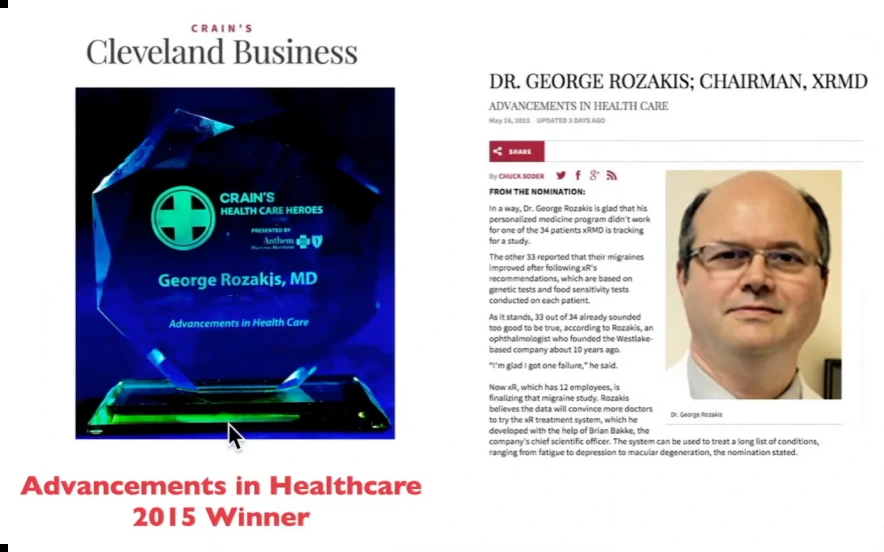 CRAIN'S
Cleveland Business
CRAIN'S
HEALTH CARE HEROES
PRESENTED BY
Anthem
George Rozakis, MD
Advancements in Health Care
Advancements in Healthcare
2015 Winner
DR. GEORGE ROZAKIS; CHAIRMAN, XRMD
ADVANCEMENTS IN HEALTH CARE
May 16, 2015 UPDATED 3 DAYS AGO
SHARE
By CHUCK SODER
FROM THE NOMINATION:
In a way, Dr. George Rozakis is glad that his
personalized medicine program didn't work
for one of the 34 patients xRMD is tracking
for a study.
The other 33 reported that their migraines
improved after following xR's
recommendations, which are based on
genetic tests and food sensitivity tests
conducted on each patient.
As it stands, 33 out of 34 already sounded
too good to be true, according to Rozakis, an
ophthalmologist who founded the Westlake-
based company about 10 years ago.
"I'm glad I got one failure," he said.
Now xR, which has 12 employees, is
finalizing that migraine study. Rozakis
believes the data will convince more doctors
to try the xR treatment system, which he
developed with the help of Brian Bakke, the
company's chief scientific officer. The system can be used to treat a long list of conditions,
ranging from fatigue to depression to macular degeneration, the nomination stated.
Dr. George Rozakis